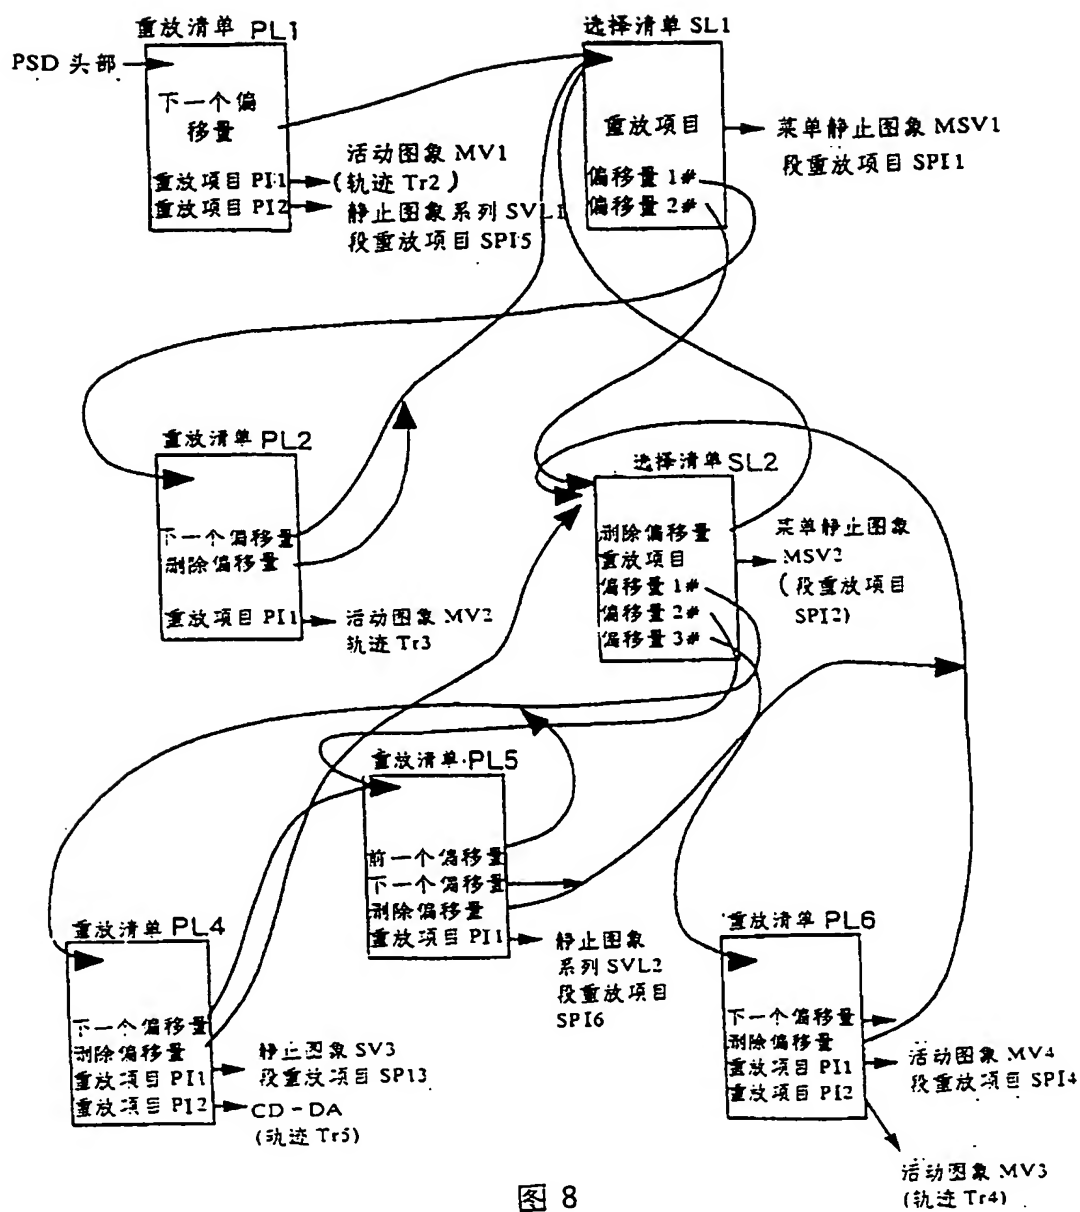 重放清单 PL1
PSD 头部
下一个偏
移量
重放项目 PI1
重放项目 PI2
活动图象 MV1
(轨迹 Tr2)
静止图象系列 SVL1
段重放项目 SPI5
选择清单 SL1
重放项目
偏移量 1#
偏移量 2#
菜单静止图象 MSV1
段重放项目 SPI1
重放清单 PL2
下一个偏移量
删除偏移量
重放项目 PI1
活动图象 MV2
轨迹 Tr3
选择清单 SL2
删除偏移量
重放项目
偏移量 1#
偏移量 2#
偏移量 3#
菜单静止图象
MSV2
(段重放项目
SPI2)
重放清单 PL5
前一个偏移量
下一个偏移量
删除偏移量
重放项目 PI1
静止图象
系列 SVL2
段重放项目
SPI6
重放清单 PL4
下一个偏移量
删除偏移量
重放项目 PI1
重放项目 PI2
静止图象 SV3
段重放项目 SP13
CD-DA
(轨迹 Tr5)
重放清单 PL6
下一个偏移量
删除偏移量
重放项目 PI1
重放项目 PI2
活动图象 MV4
段重放项目 SPI4
活动图象 MV3
(轨迹 Tr4)
图 8